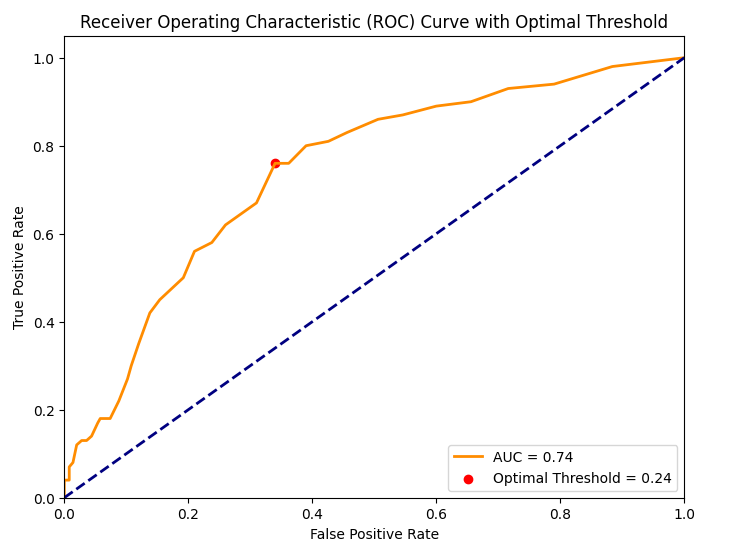 Receiver Operating Characteristic (ROC) Curve with Optimal Threshold
True Positive Rate
1.0
0.8
0.6
0.4
0.2
0.0
0.0 0.2 0.4 0.6 0.8 1.0
False Positive Rate
AUC = 0.74
Optimal Threshold = 0.24